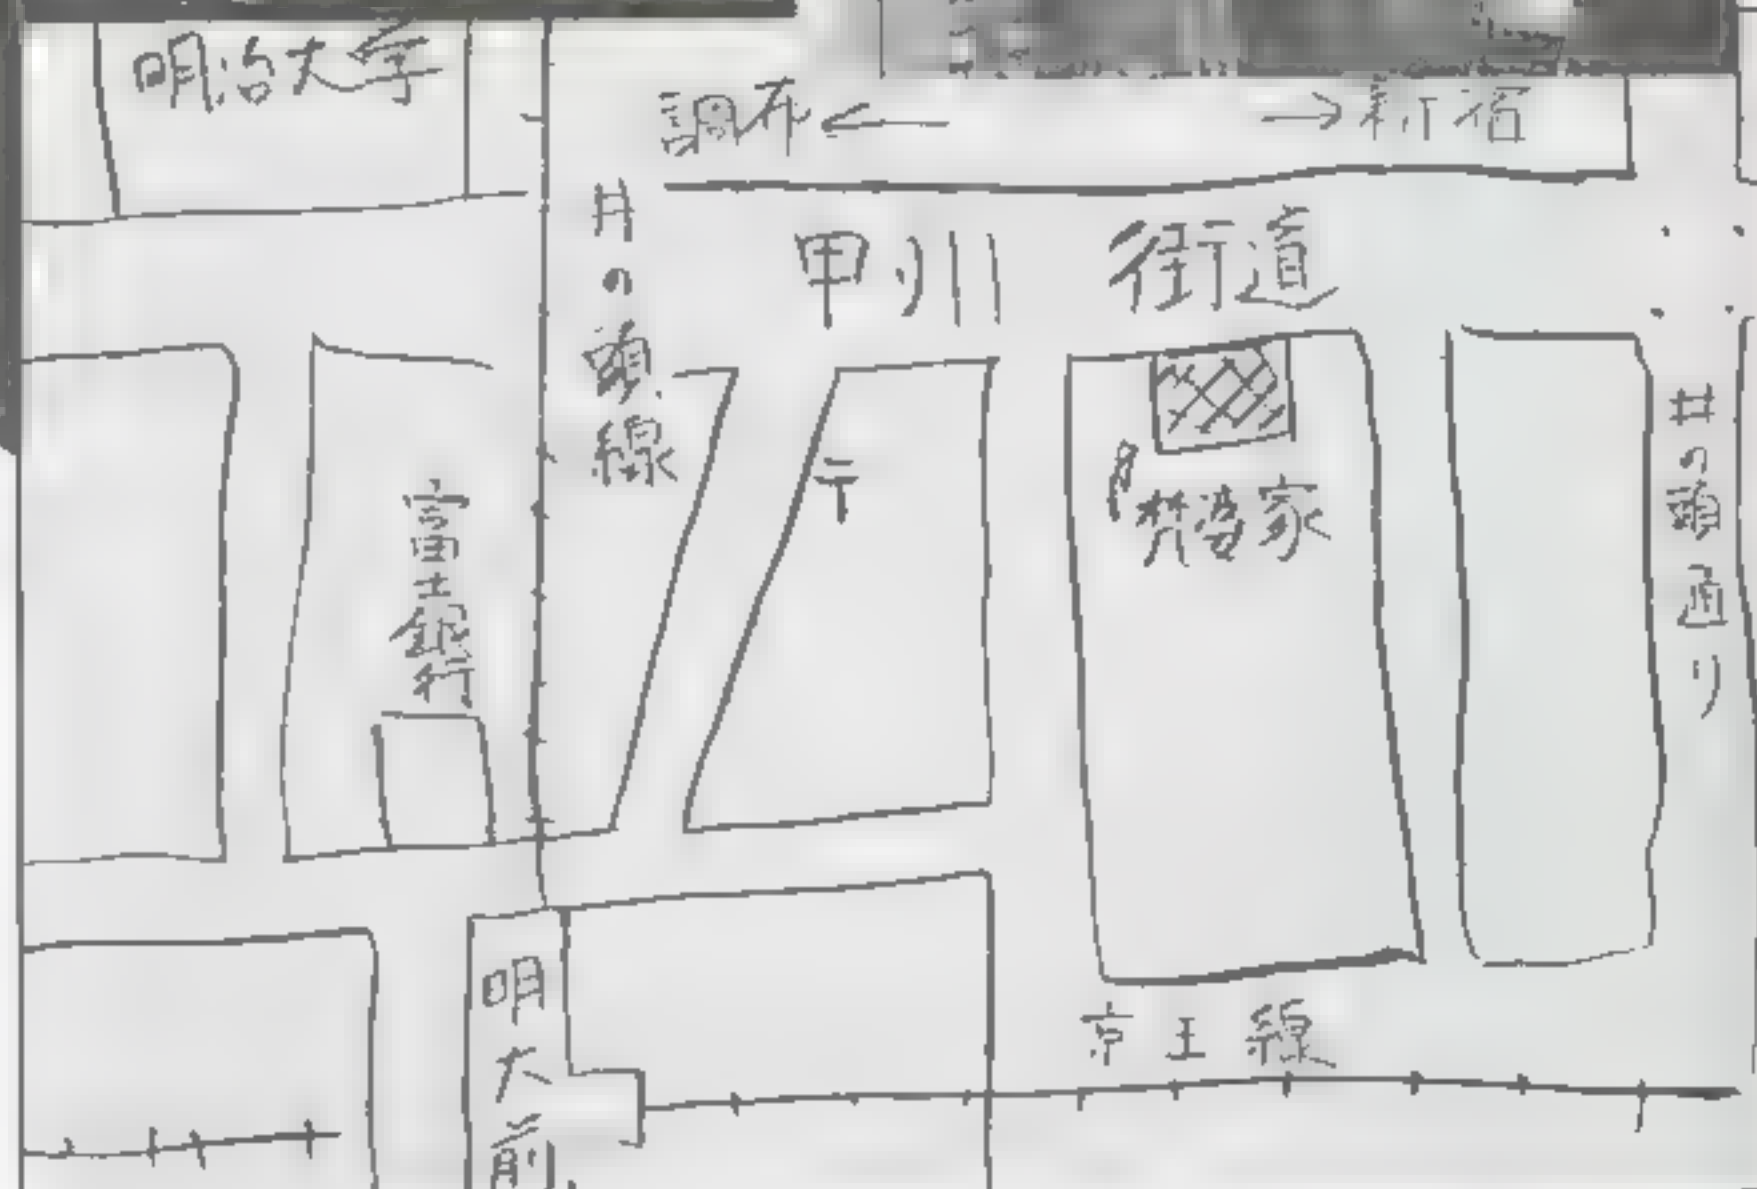 明治大学
調布 ←
→ 新宿
井の頭線
甲州街道
〒
井の頭通り
富士銀行
京王線
明大前